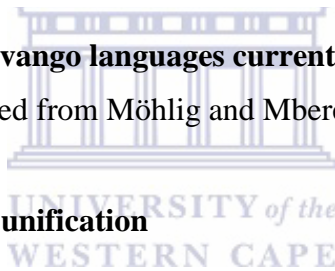 vango languages current
ed from Möhlig and Mber
unification
UNIVERSITY of the
WESTERN CAPE